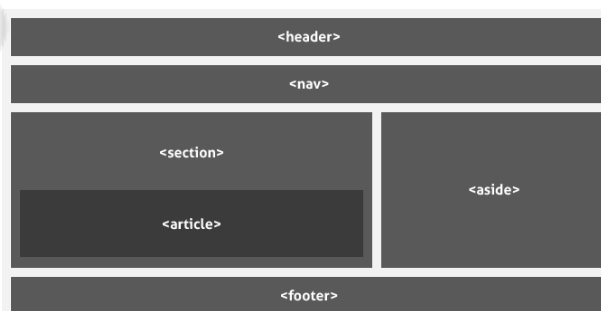 <header>
<nav>
<section>
<article>
<aside>
<footer>